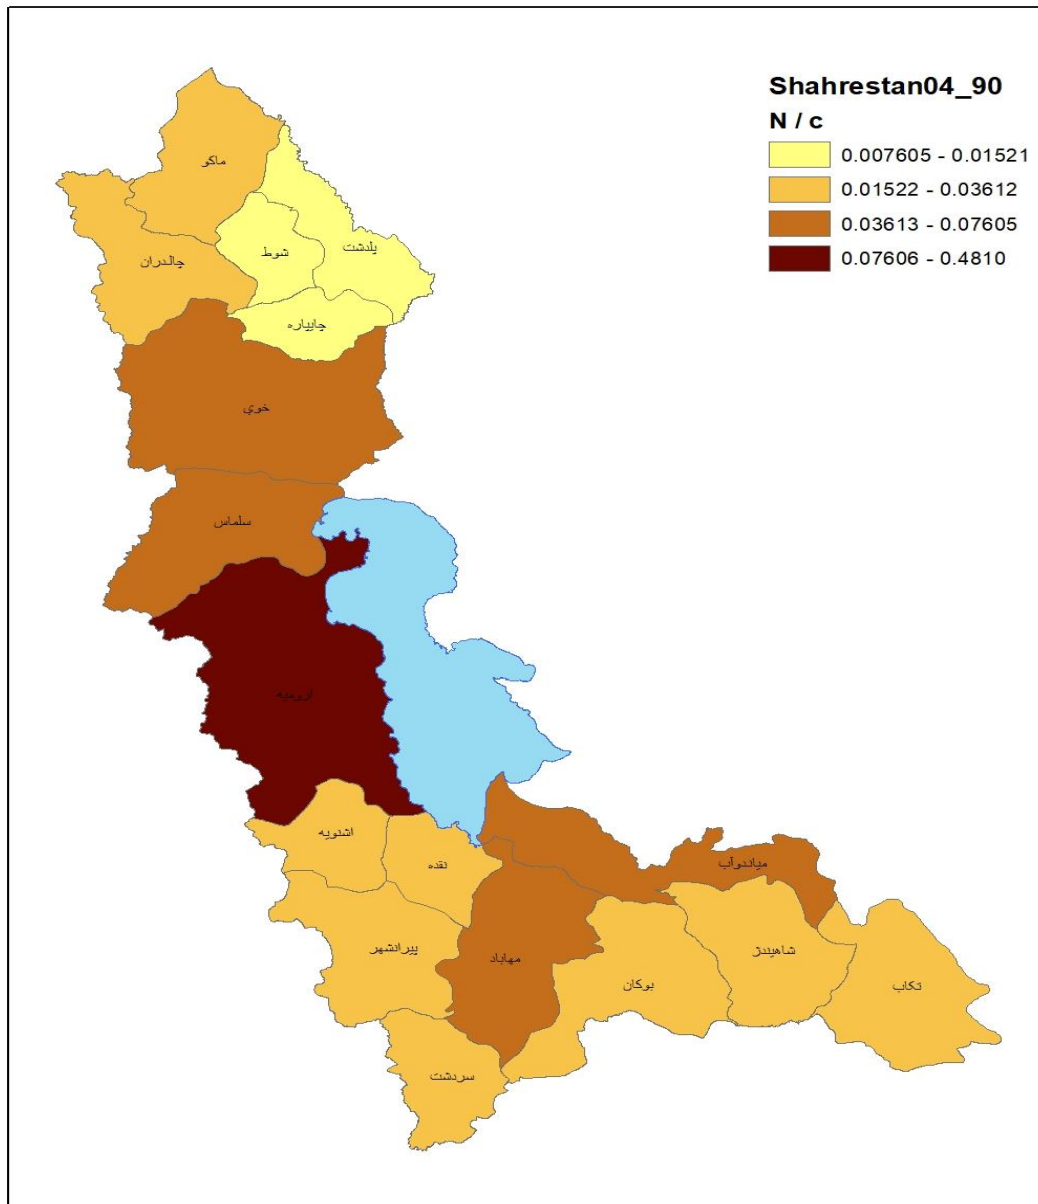 Shahrestan04_90
N / c
0.007605 - 0.01521
0.01522 - 0.03612
0.03613 - 0.07605
0.07606 - 0.4810
ماکو
پلدشت
شوط
چالدران
چایپاره
خوي
سلماس
ارومیه
اشنویه
نقده
میاندوآب
پیرانشهر
مهاباد
شاهیندژ
بوکان
تکاب
سردشت